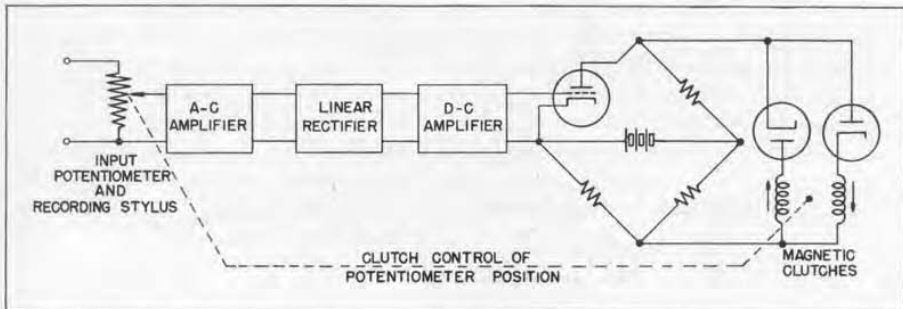 A-C
AMPLIFIER
LINEAR
RECTIFIER
D-C
AMPLIFIER
INPUT
POTENTIOMETER
AND
RECORDING STYLUS
CLUTCH CONTROL OF
POTENTIOMETER POSITION
MAGNETIC
CLUTCHES